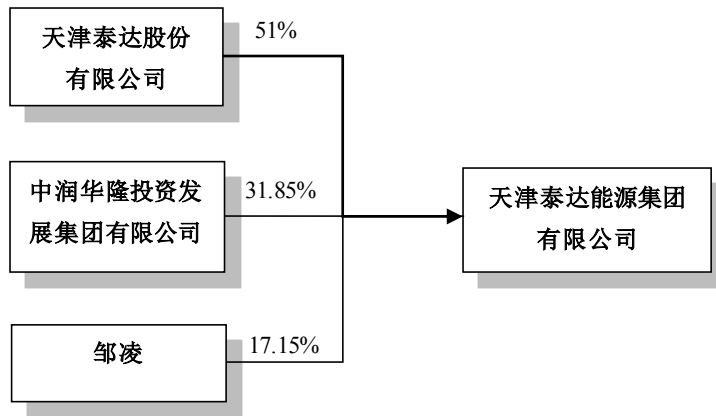 天津泰达股份
有限公司
51%
中润华隆投资发
展集团有限公司
31.85%
邹凌
17.15%
天津泰达能源集团
有限公司